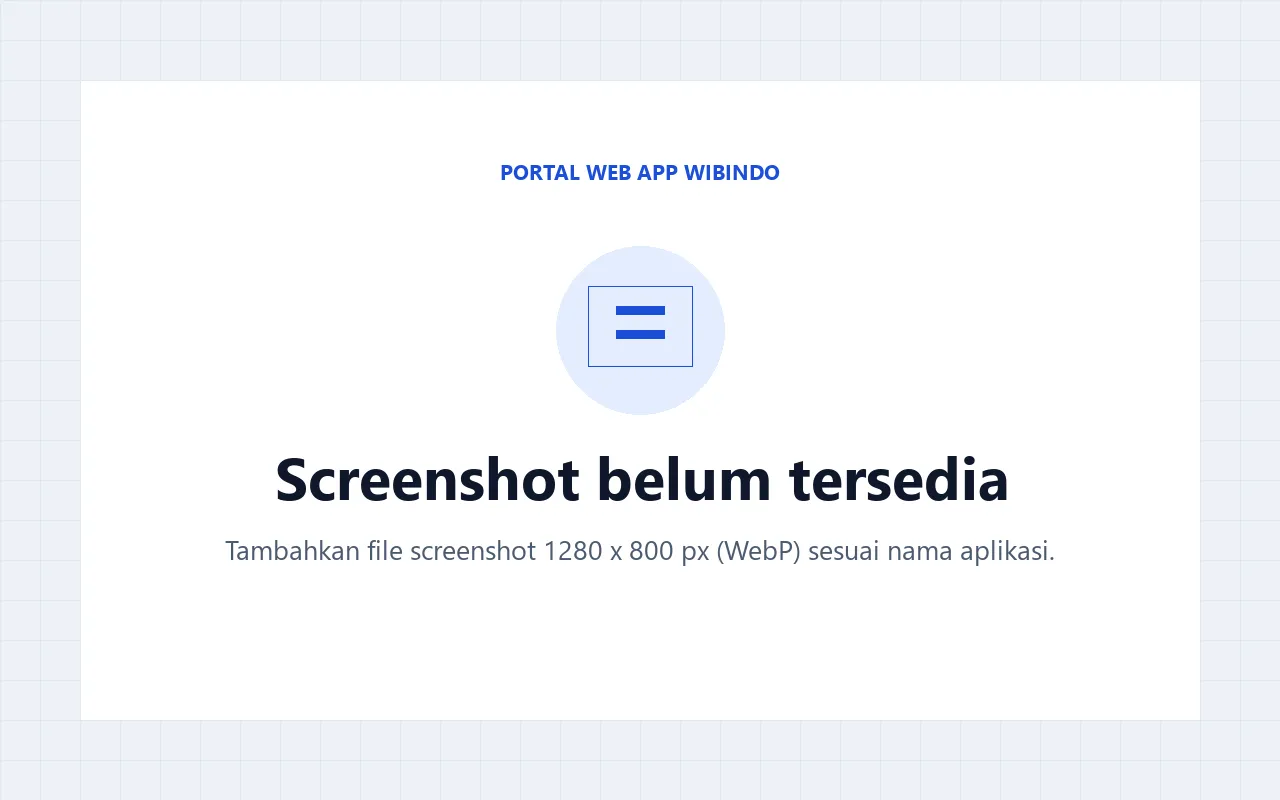 PORTAL WEB APP WIBINDO
Screenshot belum tersedia
Tambahkan file screenshot 1280 x 800 px (WebP) sesuai nama aplikasi.